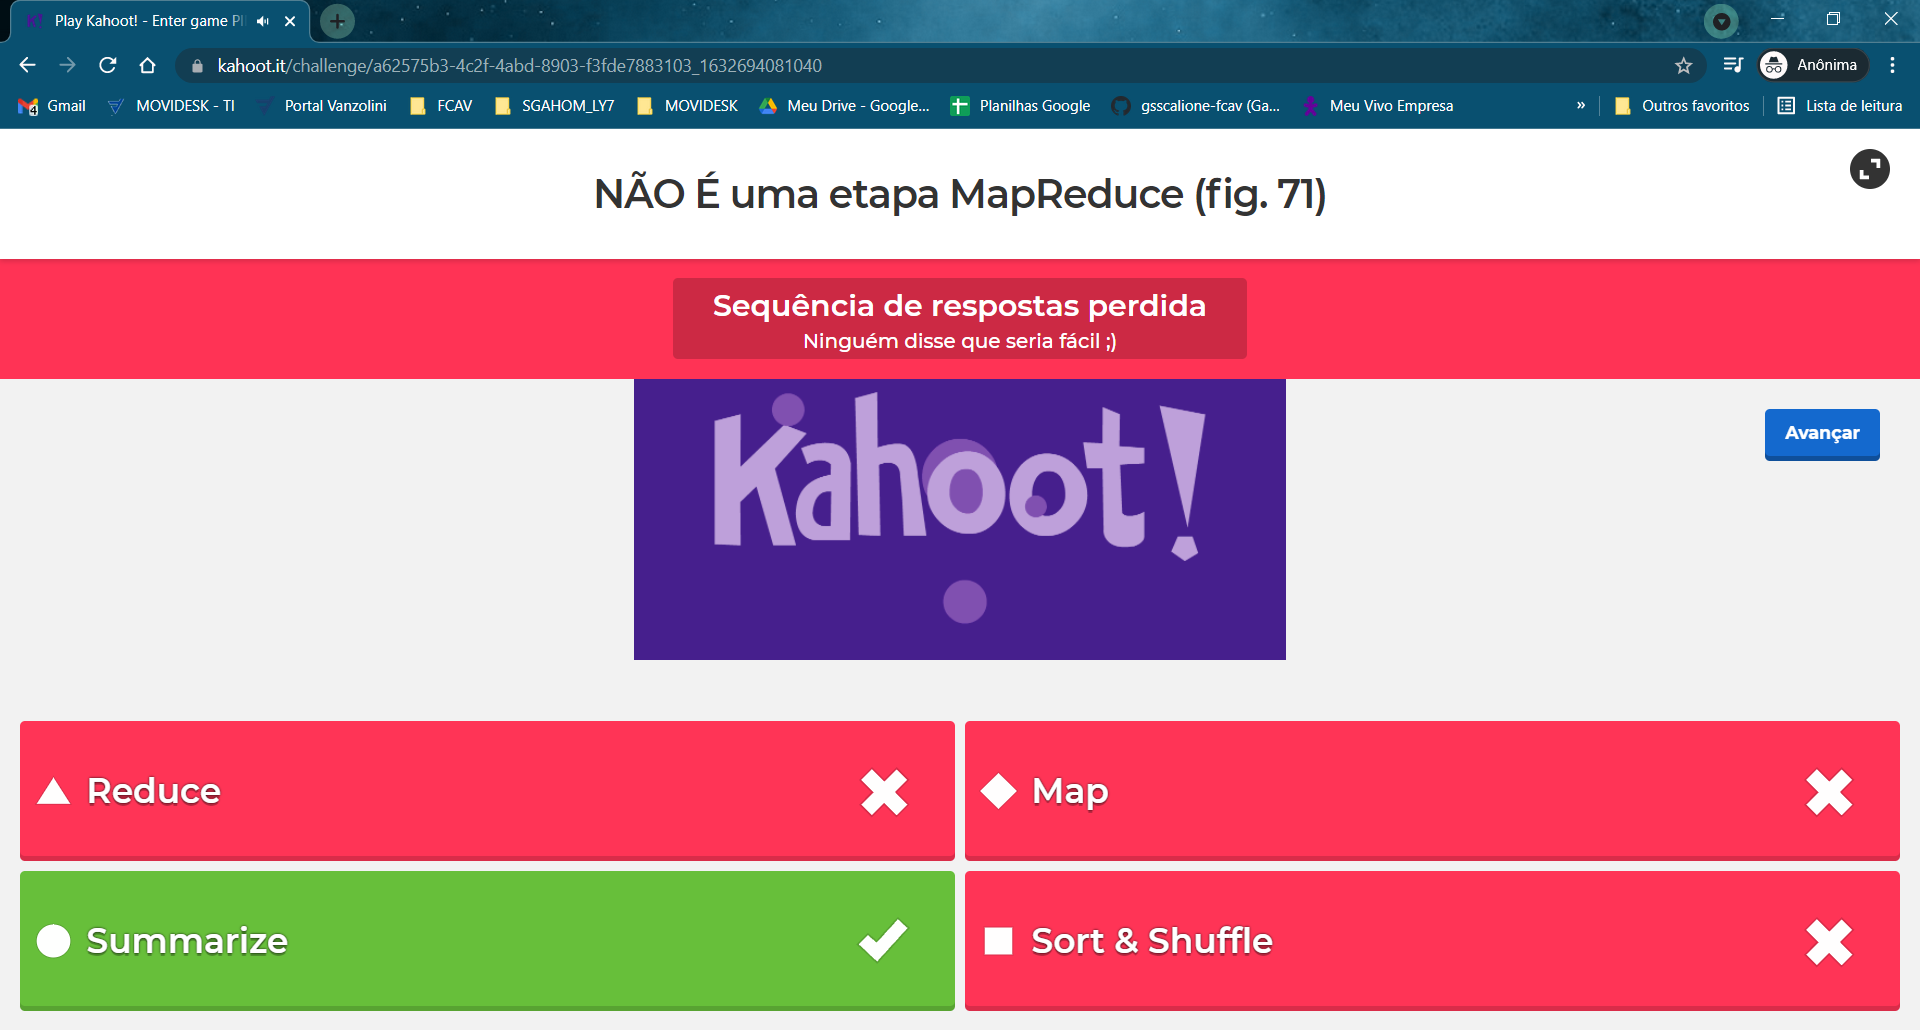 Play Kahoot! - Enter game P
kahoot.it/challenge/a62575b3-4c2f-4abd-8903-f3fde7883103_1632694081040
Anônima
Gmail MOVIDESK - TI Portal Vanzolini FCAV SGAHOM_LY7 MOVIDESK Meu Drive - Google... Planilhas Google gsscalione-fcav (Ga... Meu Vivo Empresa » Outros favoritos Lista de leitura
NÃO É uma etapa MapReduce (fig. 71)
Sequência de respostas perdida
Ninguém disse que seria fácil ;)
Kahoot!
Avançar
Reduce
Map
Summarize
Sort & Shuffle